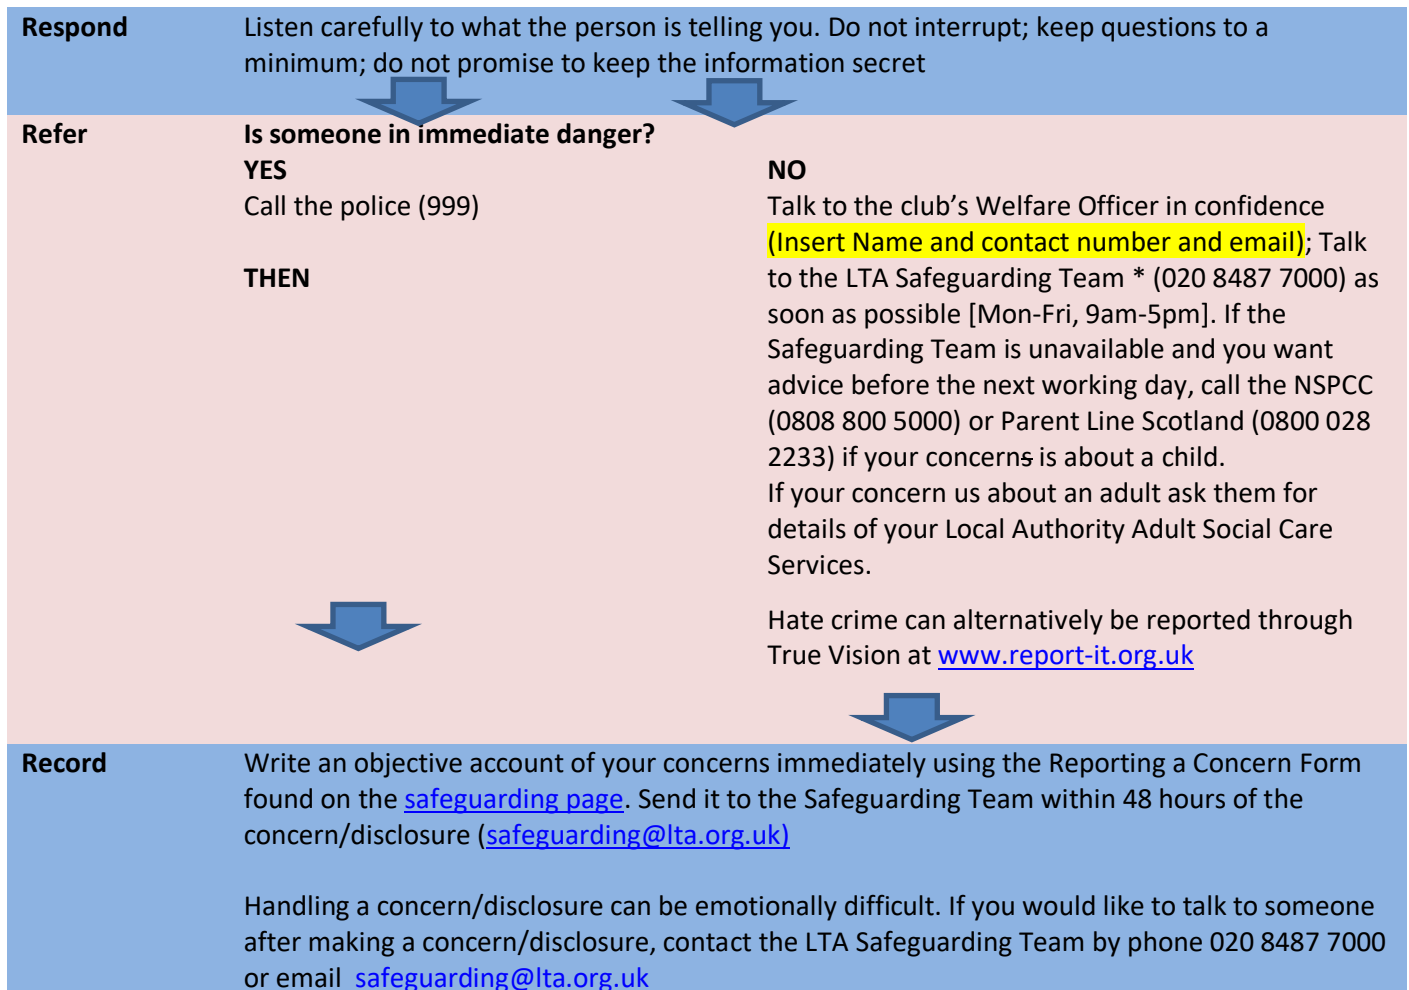 Respond
Listen carefully to what the person is telling you. Do not interrupt; keep questions to a
minimum; do not promise to keep the information secret
Refer
Is someone in immediate danger?
YES
Call the police (999)
THEN
NO
Talk to the club’s Welfare Officer in confidence
(Insert Name and contact number and email); Talk
to the LTA Safeguarding Team * (020 8487 7000) as
soon as possible [Mon-Fri, 9am-5pm]. If the
Safeguarding Team is unavailable and you want
advice before the next working day, call the NSPCC
(0808 800 5000) or Parent Line Scotland (0800 028
2233) if your concerns is about a child.
If your concern us about an adult ask them for
details of your Local Authority Adult Social Care
Services.
Hate crime can alternatively be reported through
True Vision at www.report-it.org.uk
Record
Write an objective account of your concerns immediately using the Reporting a Concern Form
found on the safeguarding page. Send it to the Safeguarding Team within 48 hours of the
concern/disclosure (safeguarding@lta.org.uk)
Handling a concern/disclosure can be emotionally difficult. If you would like to talk to someone
after making a concern/disclosure, contact the LTA Safeguarding Team by phone 020 8487 7000
or email safeguarding@lta.org.uk